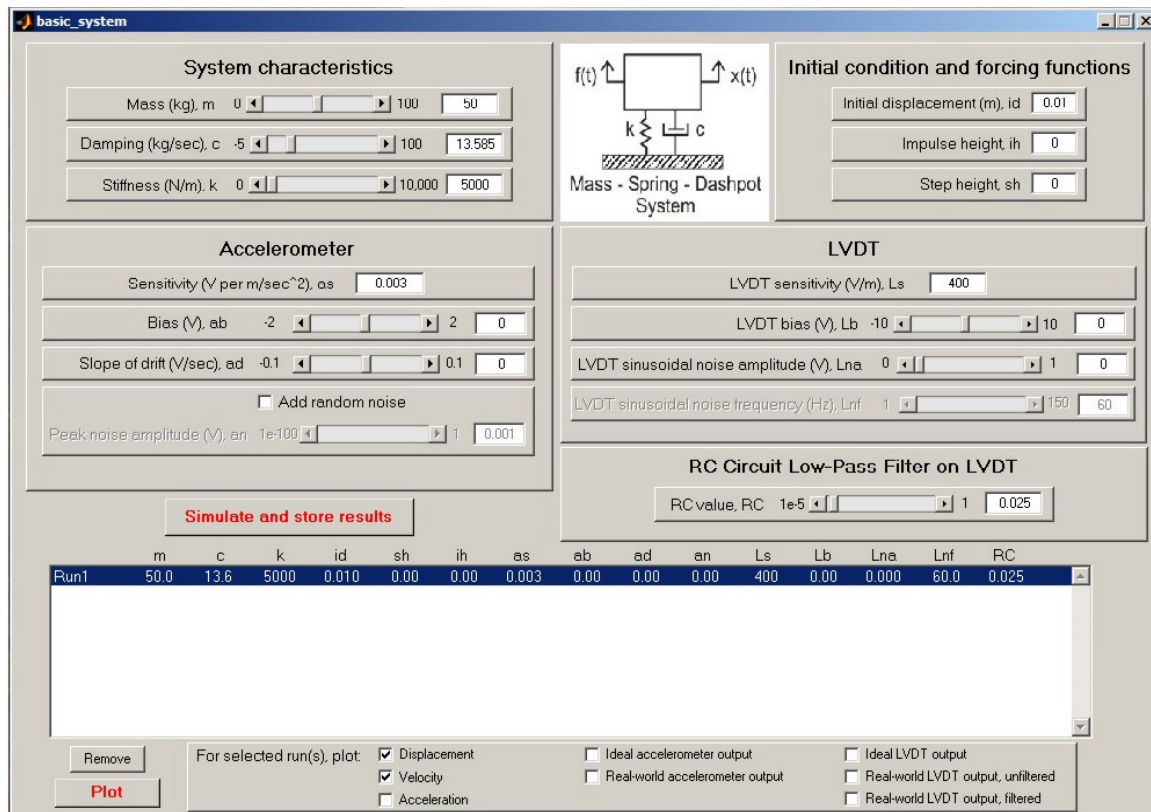 basic_system
System characteristics
Mass (kg), m 0 100 50
Damping (kg/sec), c -5 100 13.585
Stiffness (N/m). k 0 10,000 5000
f(t) x(t)
k c
Mass - Spring - Dashpot
System
Initial condition and forcing functions
Initial displacement (m), id 0.01
Impulse height, ih 0
Step height, sh 0
Accelerometer
Sensitivity (V per m/sec^2), as 0.003
Bias (V), ab -2 2 0
Slope of drift (V/sec), ad -0.1 0.1 0
Add random noise
Peak noise amplitude (V), an 1e-100 1 0.001
LVDT
LVDT sensitivity (V/m), Ls 400
LVDT bias (V), Lb -10 10 0
LVDT sinusoidal noise amplitude (V), Lna 0 1 0
LVDT sinusoidal noise frequency (Hz), Lnf 1 150 60
RC Circuit Low-Pass Filter on LVDT
RC value, RC 1e-5 1 0.025
Simulate and store results
m c k id sh ih as ab ad an Ls Lb Lna Lnf RC
Run1 50.0 13.6 5000 0.010 0.00 0.00 0.003 0.00 0.00 0.00 400 0.00 0.000 60.0 0.025
Remove
Plot
For selected run(s), plot:
Displacement
Velocity
Acceleration
Ideal accelerometer output
Real-world accelerometer output
Ideal LVDT output
Real-world LVDT output, unfiltered
Real-world LVDT output, filtered